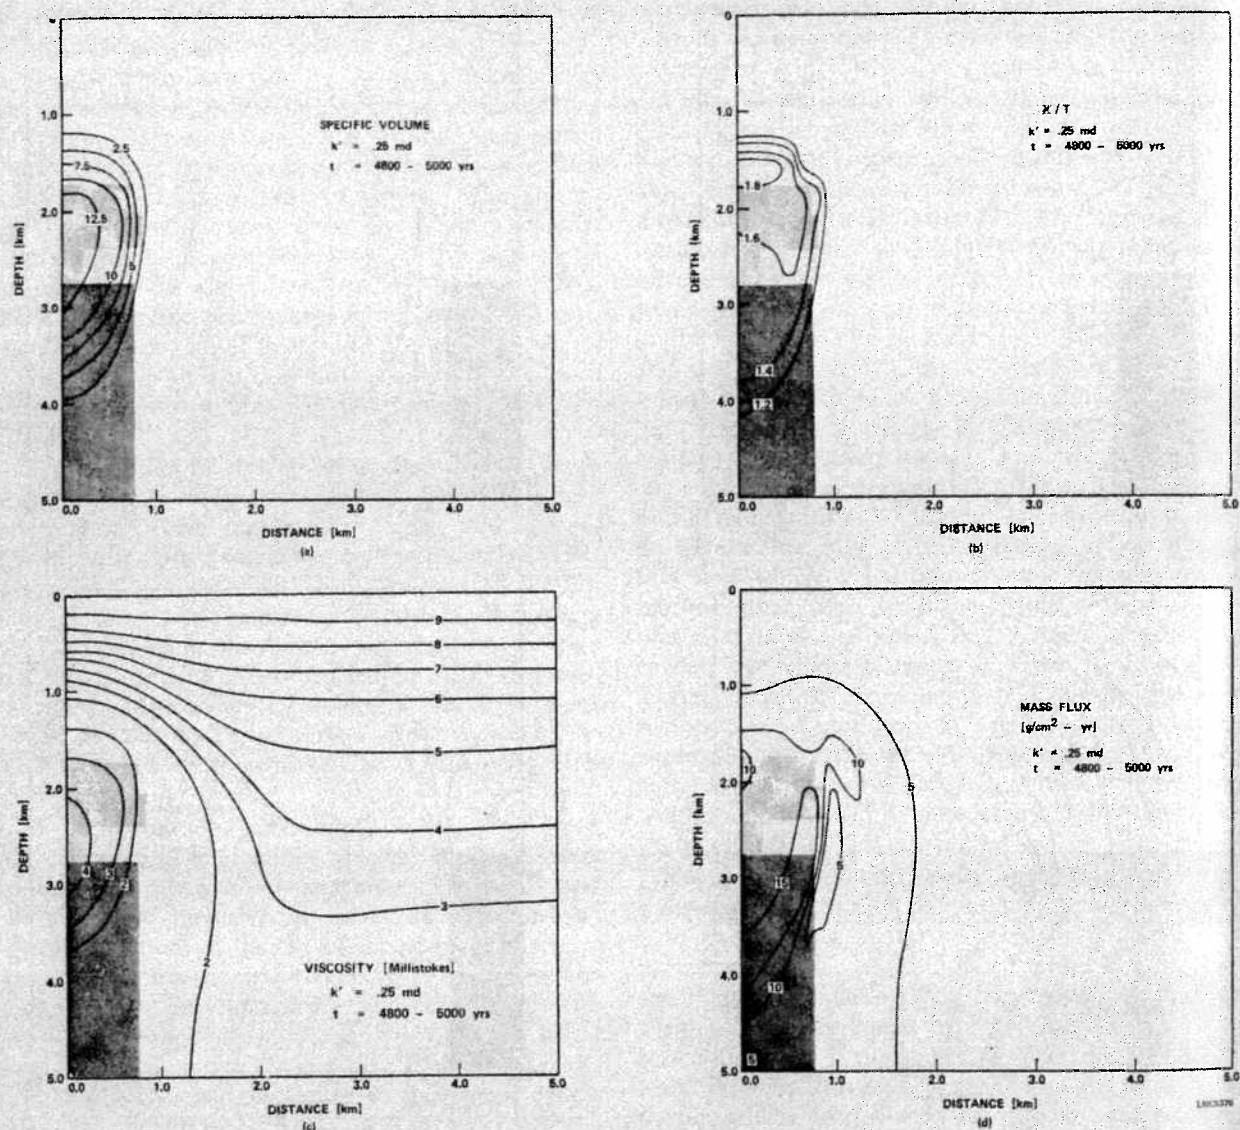 1.0
2.0
3.0
4.0
5.0
DEPTH [km]
2.5
7.5
12.5
10
5
SPECIFIC VOLUME
k' = .25 md
t = 4800 - 5000 yrs
0.0 1.0 2.0 3.0 4.0 5.0
DISTANCE [km]
(a)
0
1.0
2.0
3.0
4.0
5.0
DEPTH [km]
1.8
1.6
1.4
1.2
k' = .25 md
t = 4800 - 5000 yrs
0.0 1.0 2.0 3.0 4.0 5.0
DISTANCE [km]
(b)
0
1.0
2.0
3.0
4.0
5.0
DEPTH [km]
9
8
7
6
5
4
3
2
4 3 2
VISCOSITY [Millistokes]
k' = .25 md
t = 4800 - 5000 yrs
0.0 1.0 2.0 3.0 4.0 5.0
DISTANCE [km]
(c)
0
1.0
2.0
3.0
4.0
5.0
DEPTH [km]
10
10
5
5
15
10
5
MASS FLUX
[g/cm² - yr]
k' = .25 md
t = 4800 - 5000 yrs
0.0 1.0 2.0 3.0 4.0 5.0
DISTANCE [km]
(d)